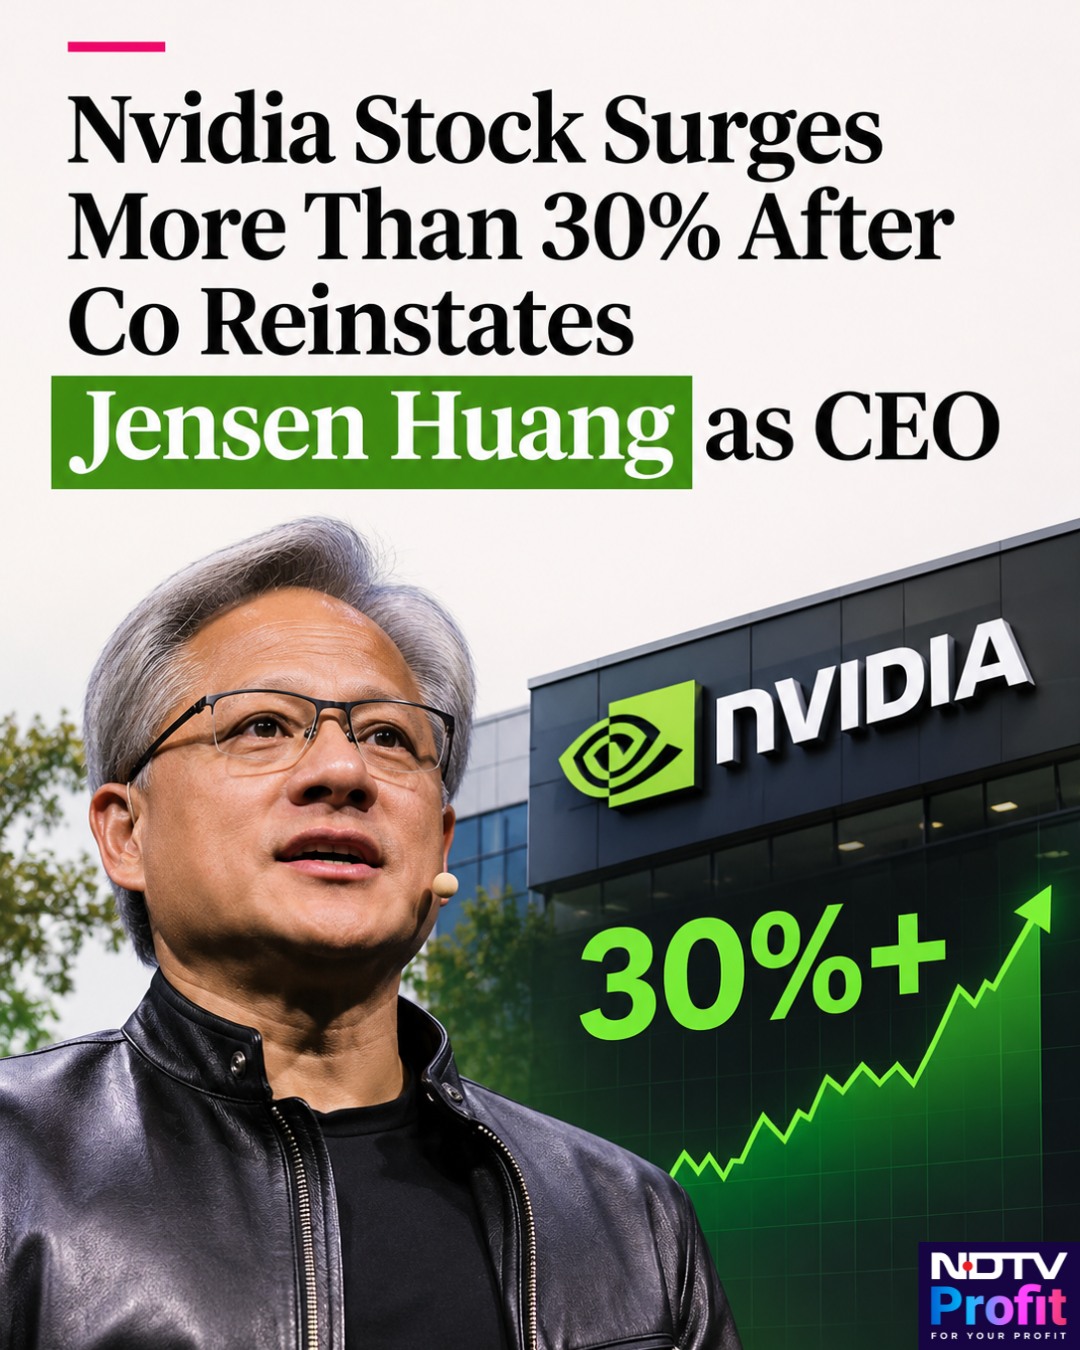 Nvidia Stock Surges
More Than 30% After
Co Reinstates
Jensen Huang as CEO
NVIDIA
30%+
NDTV
Profit
FOR YOUR PROFIT